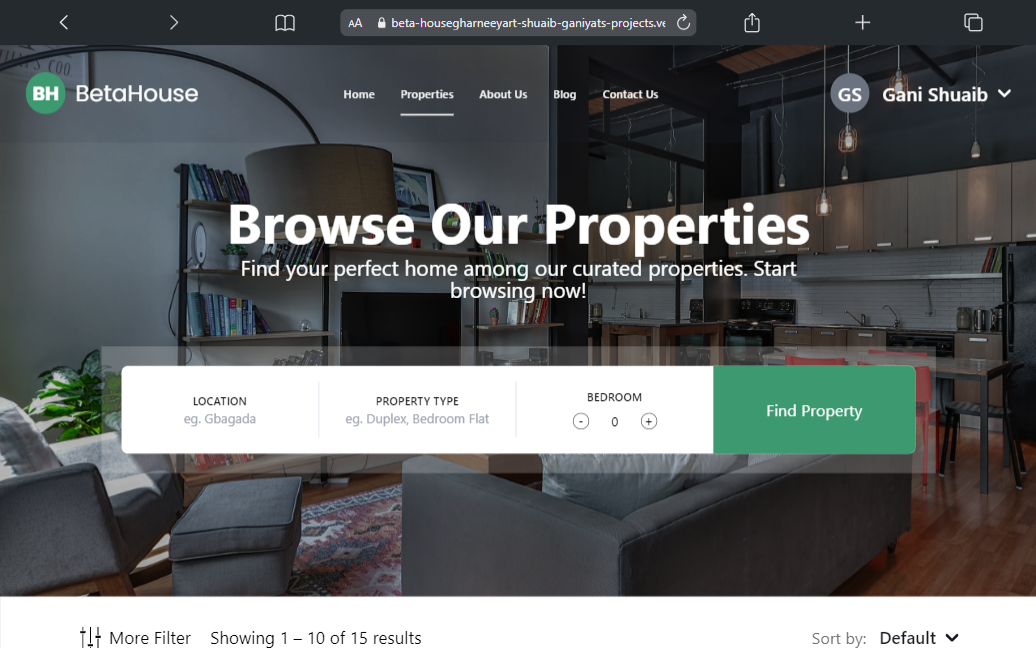 AA beta-housegharneeyart-shuaib-ganiyats-projects.ve
BH BetaHouse
Home Properties About Us Blog Contact Us
GS Gani Shuaib
Browse Our Properties
Find your perfect home among our curated properties. Start
browsing now!
LOCATION
eg. Gbagada
PROPERTY TYPE
eg. Duplex, Bedroom Flat
BEDROOM
- 0 +
Find Property
More Filter Showing 1 – 10 of 15 results
Sort by: Default